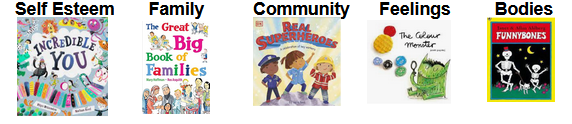 Self Esteem
Family
Community
Feelings
Bodies
INCREDIBLE
YOU
The Great
Big
Book of
Families
REAL
SUPERHEROES
The Colour
Monster
FUNNYBONES